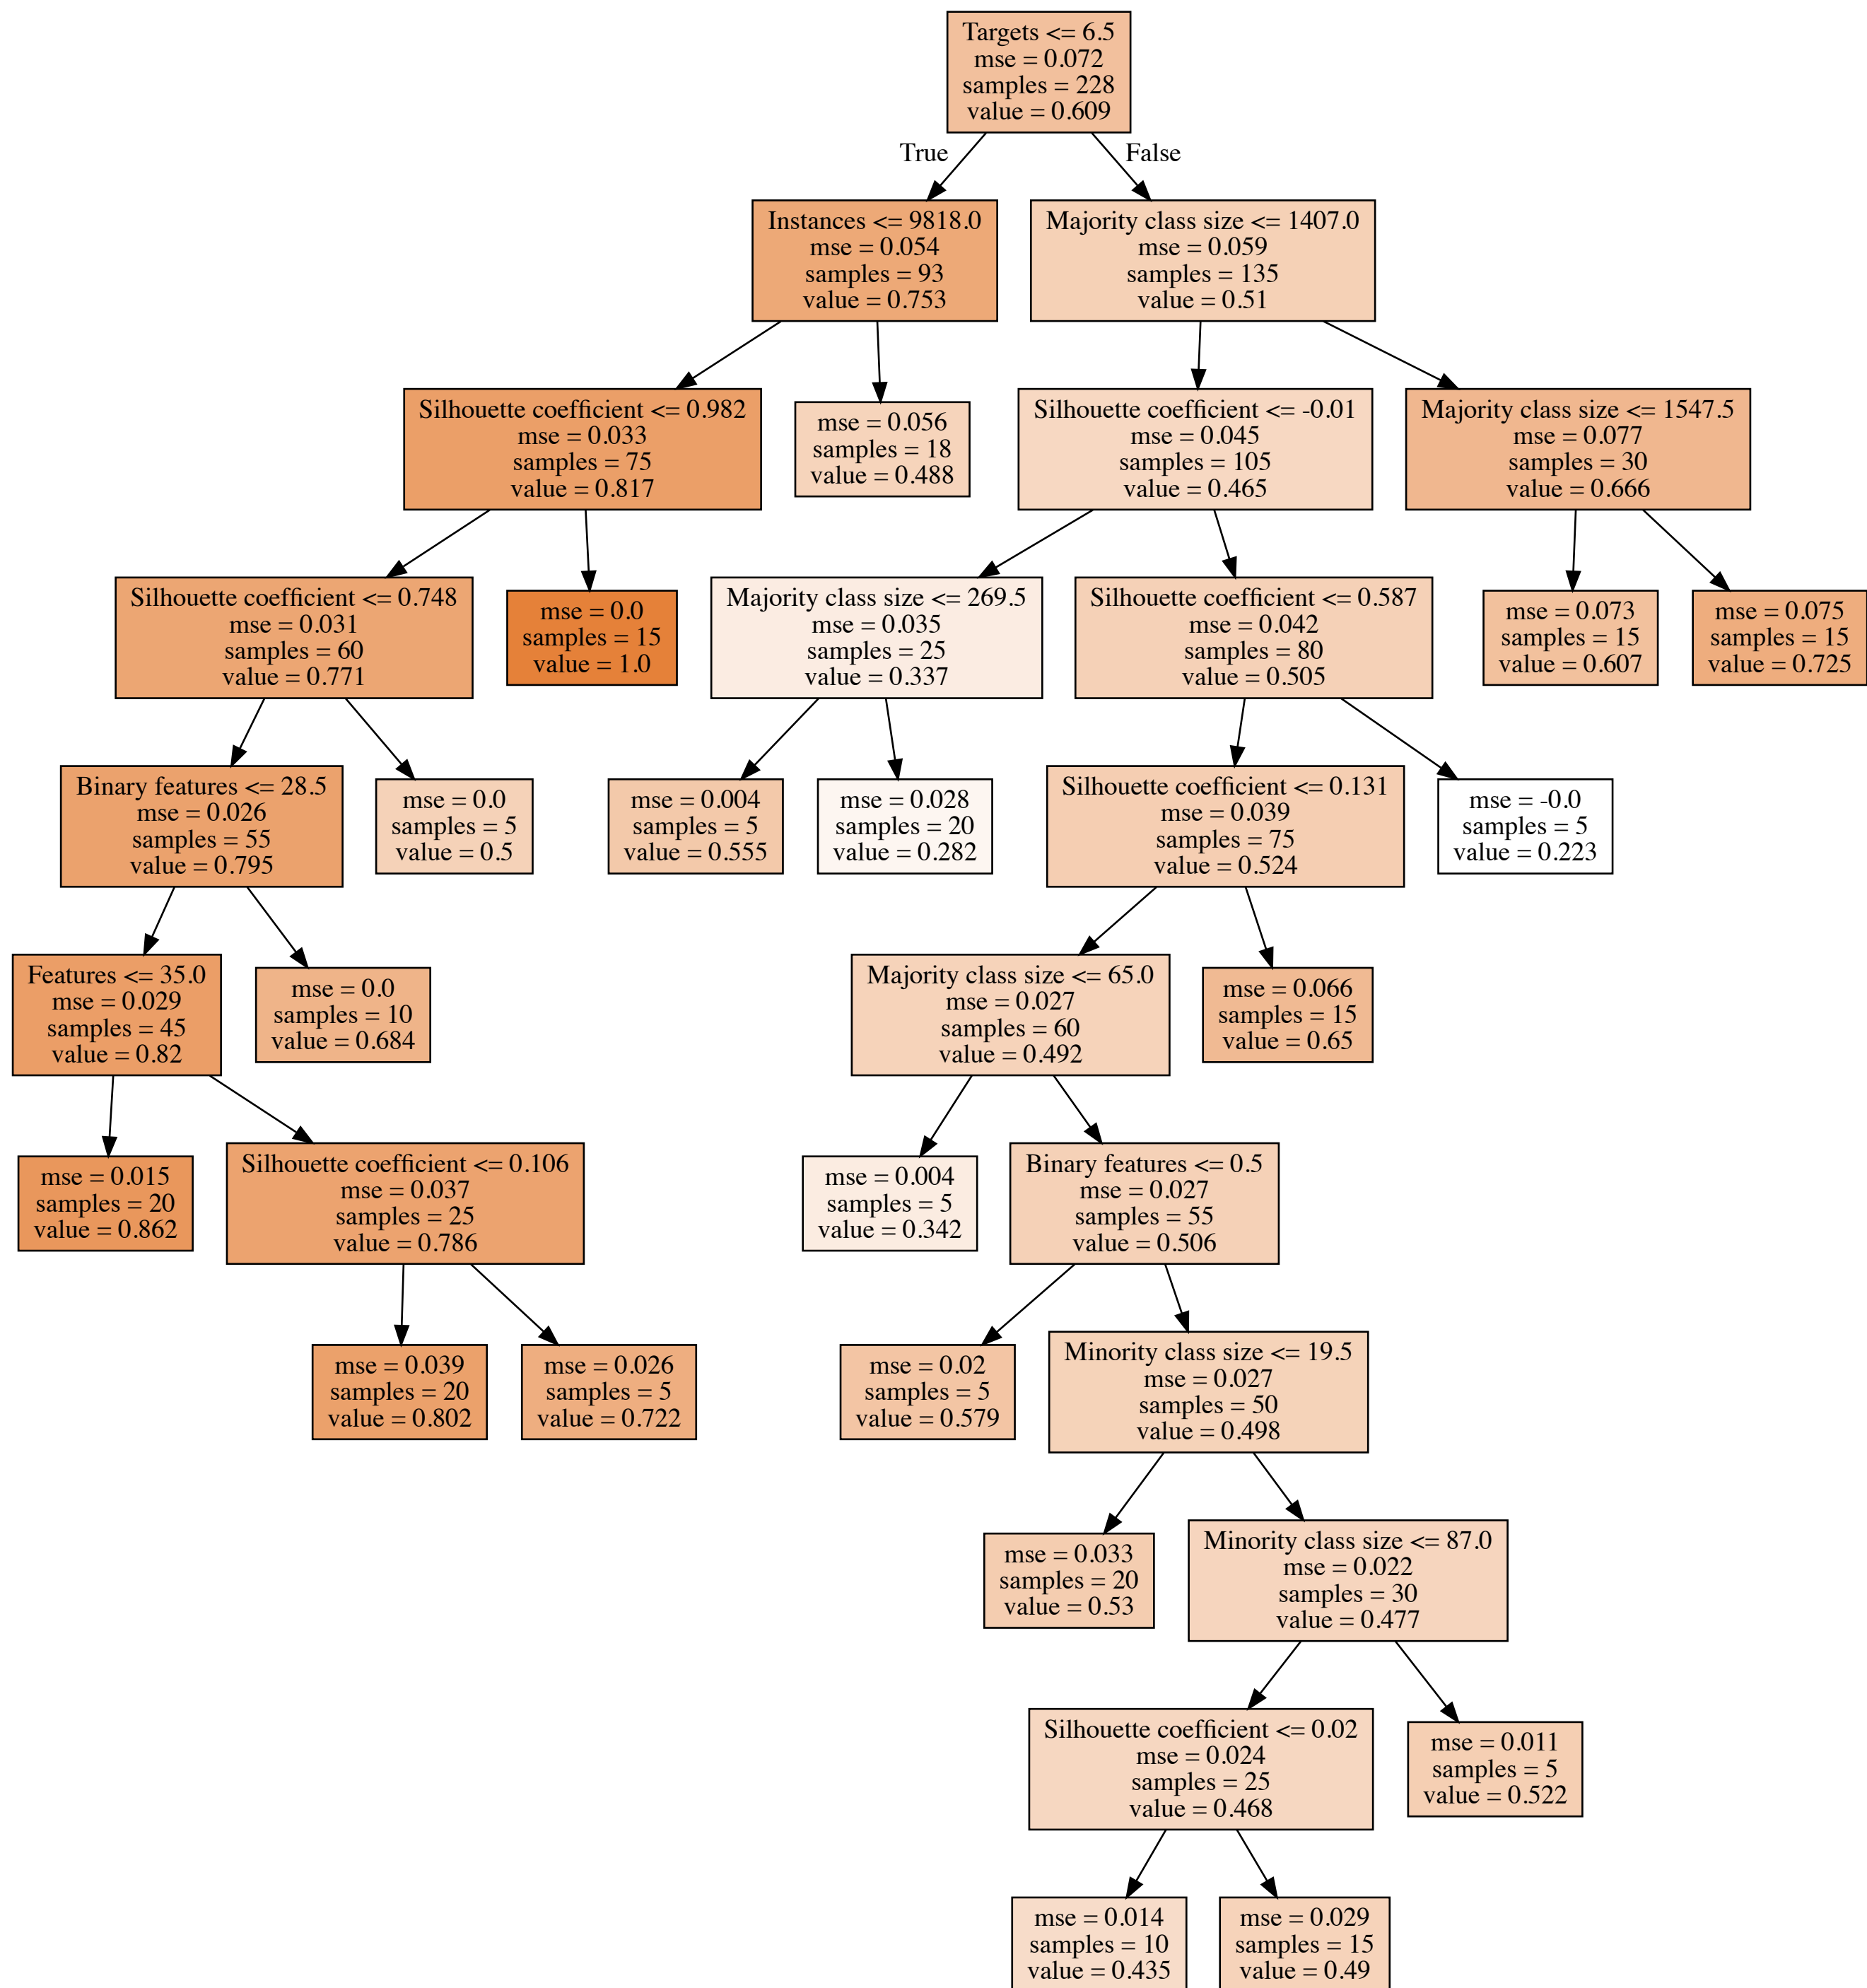 Targets <= 6.5
mse = 0.072
samples = 228
value = 0.609
True
False
Instances <= 9818.0
mse = 0.054
samples = 93
value = 0.753
Majority class size <= 1407.0
mse = 0.059
samples = 135
value = 0.51
Silhouette coefficient <= 0.982
mse = 0.033
samples = 75
value = 0.817
mse = 0.056
samples = 18
value = 0.488
Silhouette coefficient <= -0.01
mse = 0.045
samples = 105
value = 0.465
Majority class size <= 1547.5
mse = 0.077
samples = 30
value = 0.666
Silhouette coefficient <= 0.748
mse = 0.031
samples = 60
value = 0.771
mse = 0.0
samples = 15
value = 1.0
Majority class size <= 269.5
mse = 0.035
samples = 25
value = 0.337
Silhouette coefficient <= 0.587
mse = 0.042
samples = 80
value = 0.505
mse = 0.073
samples = 15
value = 0.607
mse = 0.075
samples = 15
value = 0.725
Binary features <= 28.5
mse = 0.026
samples = 55
value = 0.795
mse = 0.0
samples = 5
value = 0.5
mse = 0.004
samples = 5
value = 0.555
mse = 0.028
samples = 20
value = 0.282
Silhouette coefficient <= 0.131
mse = 0.039
samples = 75
value = 0.524
mse = -0.0
samples = 5
value = 0.223
Features <= 35.0
mse = 0.029
samples = 45
value = 0.82
mse = 0.0
samples = 10
value = 0.684
Majority class size <= 65.0
mse = 0.027
samples = 60
value = 0.492
mse = 0.066
samples = 15
value = 0.65
mse = 0.015
samples = 20
value = 0.862
Silhouette coefficient <= 0.106
mse = 0.037
samples = 25
value = 0.786
mse = 0.004
samples = 5
value = 0.342
Binary features <= 0.5
mse = 0.027
samples = 55
value = 0.506
mse = 0.039
samples = 20
value = 0.802
mse = 0.026
samples = 5
value = 0.722
mse = 0.02
samples = 5
value = 0.579
Minority class size <= 19.5
mse = 0.027
samples = 50
value = 0.498
mse = 0.033
samples = 20
value = 0.53
Minority class size <= 87.0
mse = 0.022
samples = 30
value = 0.477
Silhouette coefficient <= 0.02
mse = 0.024
samples = 25
value = 0.468
mse = 0.011
samples = 5
value = 0.522
mse = 0.014
samples = 10
value = 0.435
mse = 0.029
samples = 15
value = 0.49